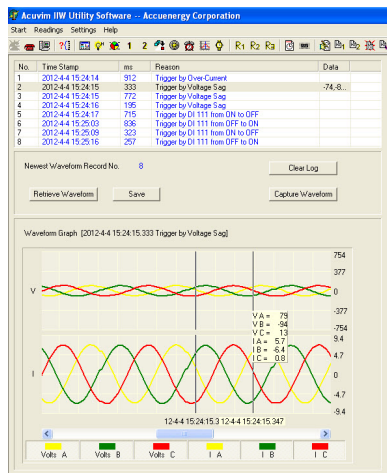 Acuvim IIW Utility Software -- Accuenergy Corporation
Start Readings Settings Help
1 2 R1 R2 R3
No. Time Stamp ms Reason Data
1 2012-4-4 15:24:14 912 Trigger by Over-Current
2 2012-4-4 15:24:15 333 Trigger by Voltage Sag -74,-8...
3 2012-4-4 15:24:15 772 Trigger by Voltage Sag
4 2012-4-4 15:24:16 195 Trigger by Voltage Sag
5 2012-4-4 15:24:17 715 Trigger by DI 111 from ON to OFF
6 2012-4-4 15:25:03 836 Trigger by DI 111 from OFF to ON
7 2012-4-4 15:25:09 323 Trigger by DI 111 from ON to OFF
8 2012-4-4 15:25:16 257 Trigger by DI 111 from OFF to ON
Newest Waveform Record No. 8 Clear Log
Retrieve Waveform Save Capture Waveform
Waveform Graph [2012-4-4 15:24:15.333 Trigger by Voltage Sag]
754
377
V 0
-377
-754
V A = 79
V B = -94
V C = 13
I A = 5.7
I B = -6.4
I C = 0.8
9.4
4.7
I 0
-4.7
-9.4
12-4-4 15:24:15.3 12-4-4 15:24:15.347
Volts A Volts B Volts C I A I B I C